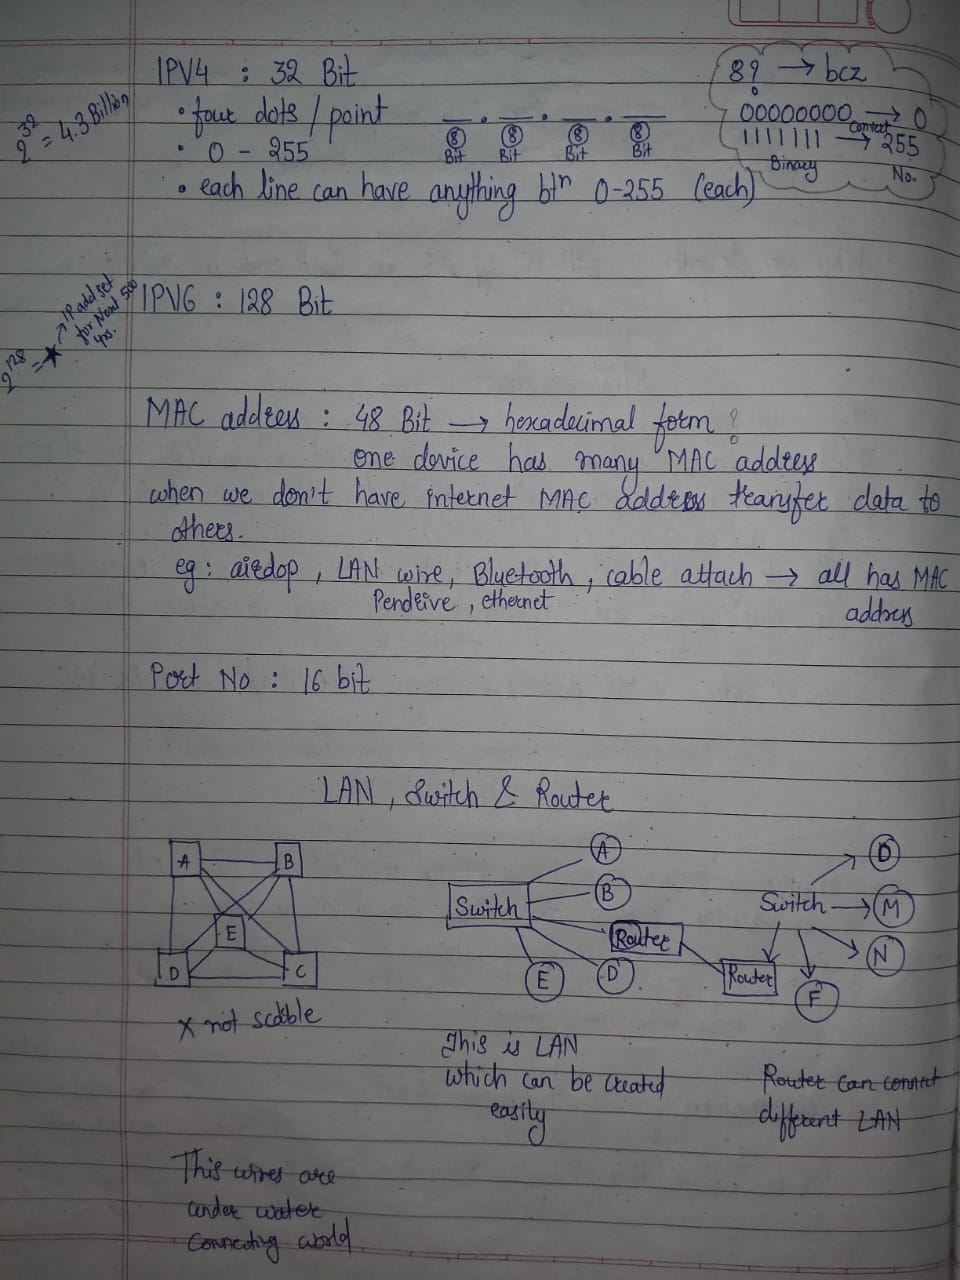 IPV4 : 32 Bit
2^32 = 4.3 Billion
• four dots / point
• 0 - 255
__ . __ . __ . __
8 Bit 8 Bit 8 Bit 8 Bit
8? → bcz
00000000 → 0
11111111 → 255
Convert
Binary No.
• each line can have anything btn 0-255 (each)
IPV6 : 128 Bit
2^128 = ★ → IP add set
for Next 500
yrs.
MAC address : 48 Bit → hexadecimal form ?
one device has many MAC address
when we don't have internet MAC address transfer data to
others.
eg : airdop , LAN wire, Bluetooth , cable attach → all has MAC
Pendrive , ethernet address
Port No : 16 bit
LAN , Switch & Router
A B
E
D C
x not scalble
Switch
A
B
Router
D
E
This is LAN
which can be created
easily
Switch
O
M
N
F
Router
Router can connect
different LAN
This wires are
under water
Connecting world